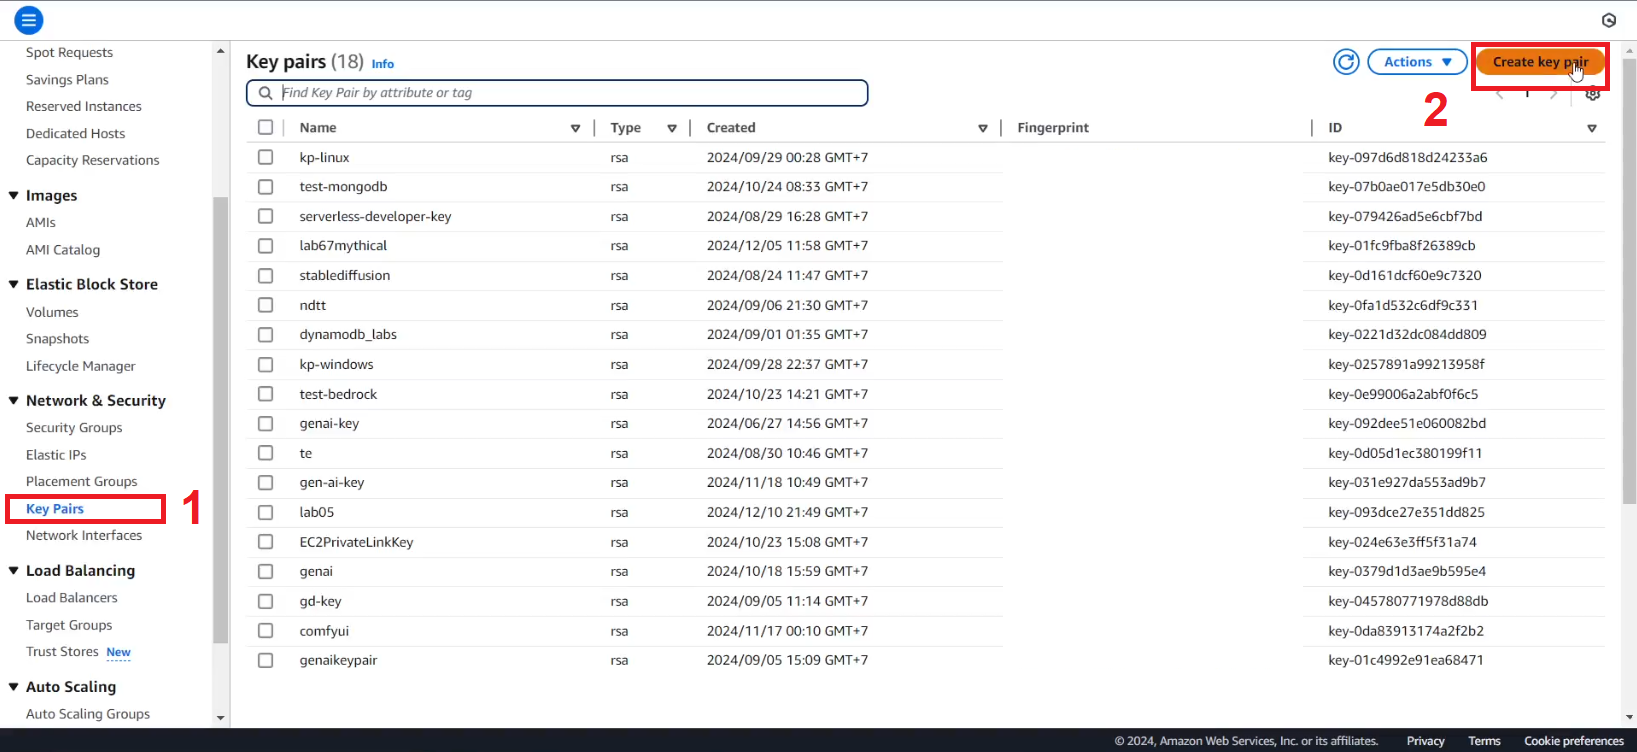 Spot Requests
Savings Plans
Reserved Instances
Dedicated Hosts
Capacity Reservations
Images
AMIs
AMI Catalog
Elastic Block Store
Volumes
Snapshots
Lifecycle Manager
Network & Security
Security Groups
Elastic IPs
Placement Groups
Key Pairs 1
Network Interfaces
Load Balancing
Load Balancers
Target Groups
Trust Stores New
Auto Scaling
Auto Scaling Groups
Key pairs (18) Info
Actions Create key pair
Find Key Pair by attribute or tag
2 1
Name Type Created Fingerprint ID
kp-linux rsa 2024/09/29 00:28 GMT+7 key-097d6d818d24233a6
test-mongodb rsa 2024/10/24 08:33 GMT+7 key-07b0ae017e5db30e0
serverless-developer-key rsa 2024/08/29 16:28 GMT+7 key-079426ad5e6cbf7bd
lab67mythical rsa 2024/12/05 11:58 GMT+7 key-01fc9fba8f26389cb
stablediffusion rsa 2024/08/24 11:47 GMT+7 key-0d161dcf60e9c7320
ndtt rsa 2024/09/06 21:30 GMT+7 key-0fa1d532c6df9c331
dynamodb_labs rsa 2024/09/01 01:35 GMT+7 key-0221d32dc084dd809
kp-windows rsa 2024/09/28 22:37 GMT+7 key-0257891a99213958f
test-bedrock rsa 2024/10/23 14:21 GMT+7 key-0e99006a2abf0f6c5
genai-key rsa 2024/06/27 14:56 GMT+7 key-092dee51e060082bd
te rsa 2024/08/30 10:46 GMT+7 key-0d05d1ec380199f11
gen-ai-key rsa 2024/11/18 10:49 GMT+7 key-031e927da553ad9b7
lab05 rsa 2024/12/10 21:49 GMT+7 key-093dce27e351dd825
EC2PrivateLinkKey rsa 2024/10/23 15:08 GMT+7 key-024e63e3ff5f31a74
genai rsa 2024/10/18 15:59 GMT+7 key-0379d1d3ae9b595e4
gd-key rsa 2024/09/05 11:14 GMT+7 key-045780771978d88db
comfyui rsa 2024/11/17 00:10 GMT+7 key-0da83913174a2f2b2
genaikeypair rsa 2024/09/05 15:09 GMT+7 key-01c4992e91ea68471
© 2024, Amazon Web Services, Inc. or its affiliates. Privacy Terms Cookie preferences